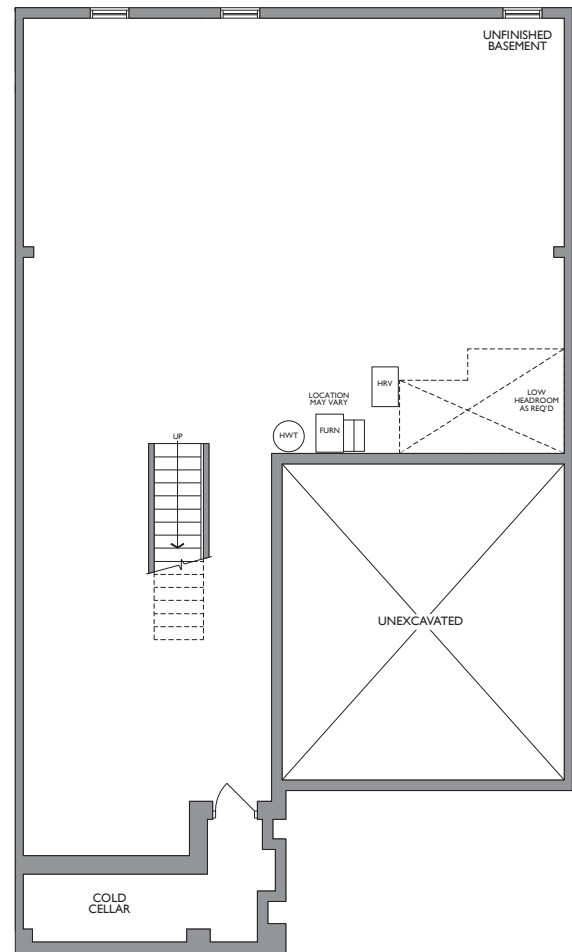 UNFINISHED
BASEMENT
HRV
LOW
HEADROOM
AS REQ'D
LOCATION
MAY VARY
HWT
FURN
UP
UNEXCAVATED
COLD
CELLAR